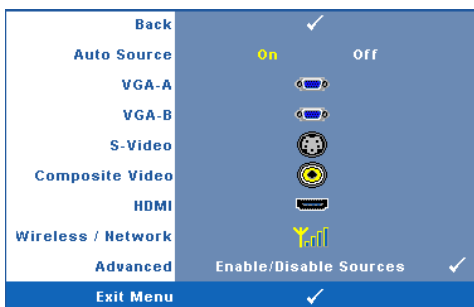 Back
Auto Source On Off
VGA-A
VGA-B
S-Video
Composite Video
HDMI
Wireless / Network
Advanced Enable/Disable Sources
Exit Menu